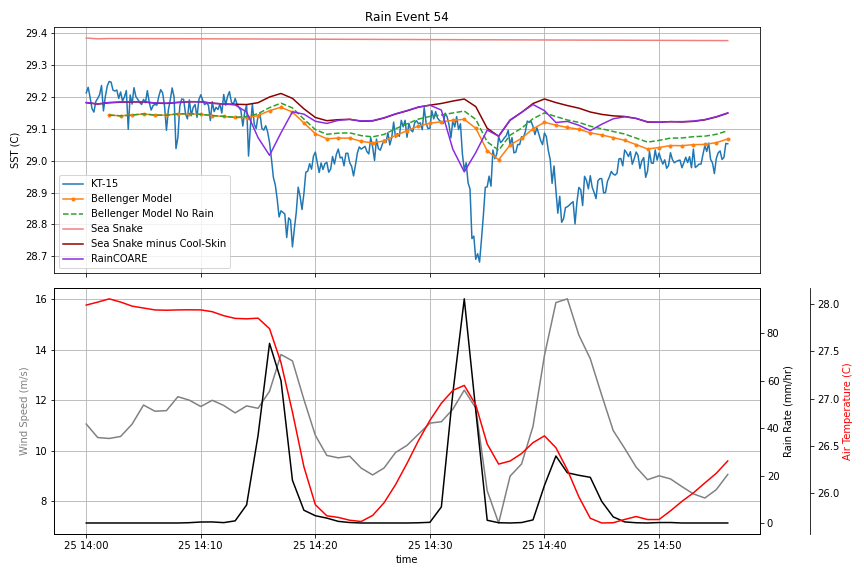 Rain Event 54
29.4
29.3
29.2
29.1
29.0
28.9
28.8
28.7
SST (C)
KT-15
Bellenger Model
Bellenger Model No Rain
Sea Snake
Sea Snake minus Cool-Skin
RainCOARE
16
14
12
10
8
Wind Speed (m/s)
80
60
40
20
0
Rain Rate (mm/hr)
28.0
27.5
27.0
26.5
26.0
Air Temperature (C)
25 14:00
25 14:10
25 14:20
25 14:30
25 14:40
25 14:50
time